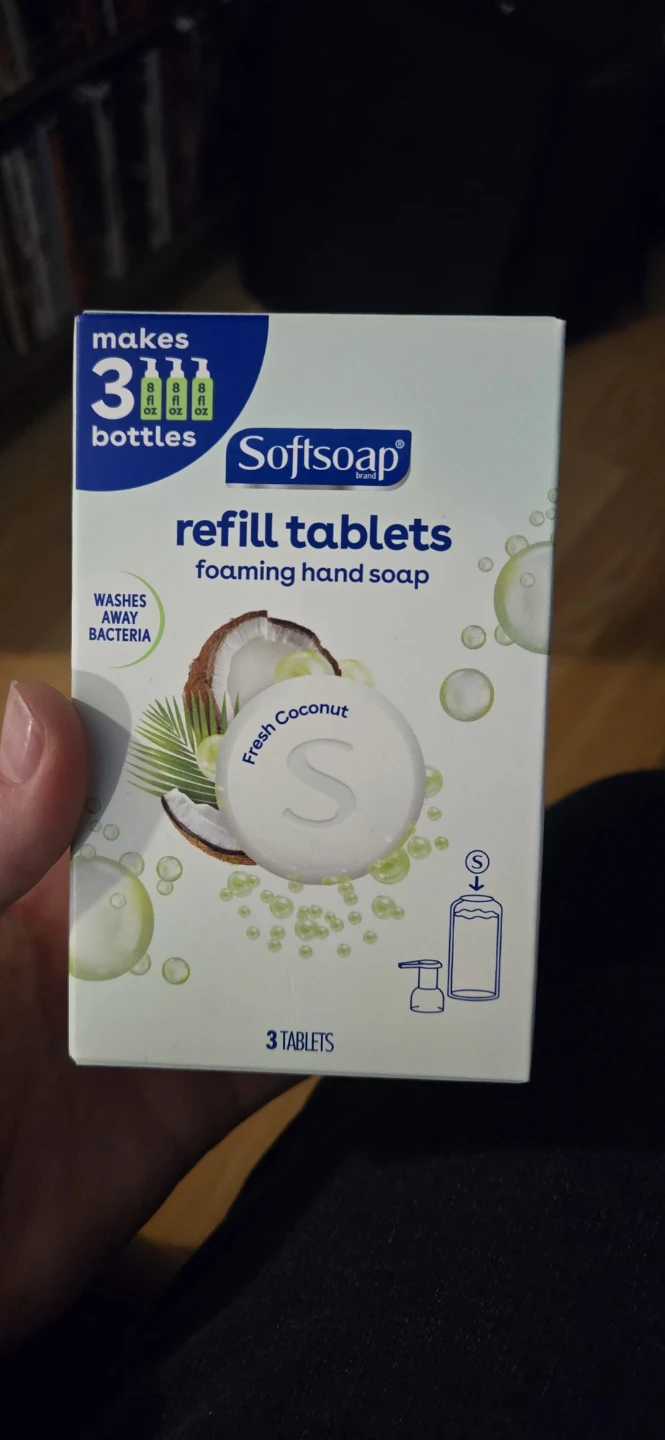 makes
3
8
fl
oz
8
fl
oz
8
fl
oz
bottles
Softsoap®
brand
refill tablets
foaming hand soap
WASHES
AWAY
BACTERIA
Fresh Coconut
S
S
3 TABLETS